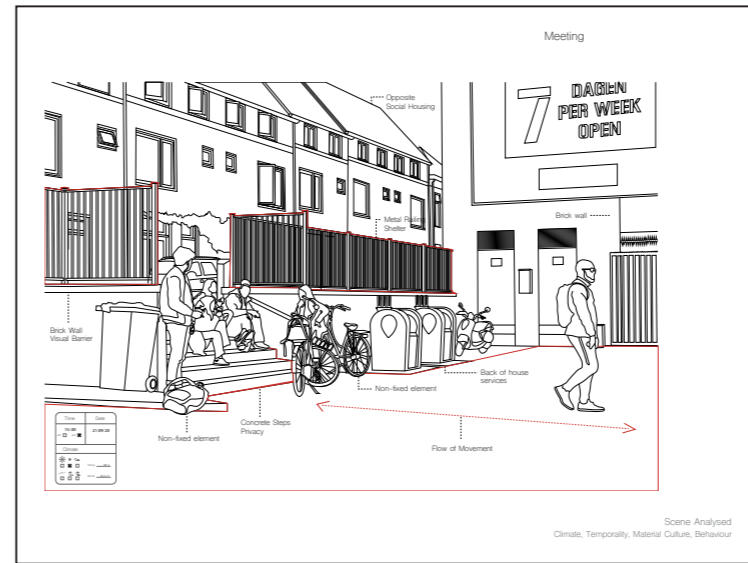 Meeting
Opposite
Social Housing
7
DAGEN
PER WEEK
OPEN
Metal Railing
Shelter
Brick wall
Brick Wall
Visual Barrier
Back of house
services
Non-fixed element
Concrete Steps
Privacy
Non-fixed element
Flow of Movement
Time
Date
15:00
21/09/20
Climate
Scene Analysed
Climate, Temporality, Material Culture, Behaviour